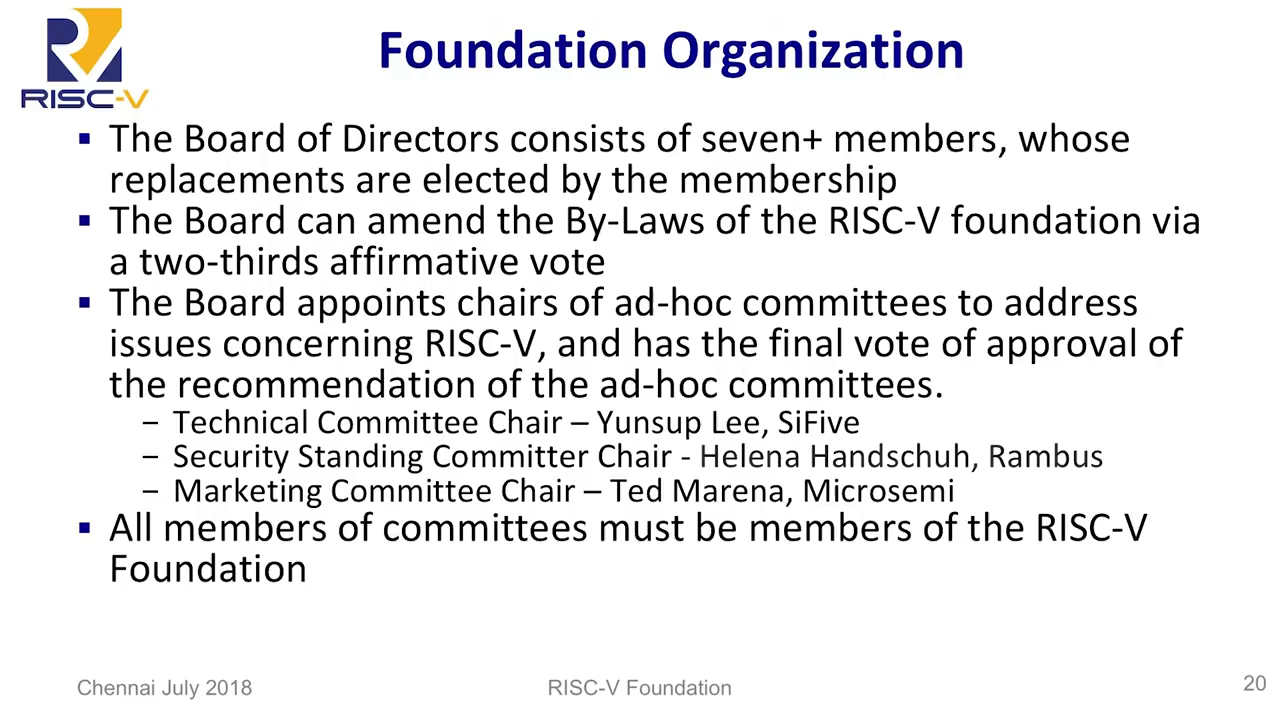 RISC-V
Foundation Organization
▪ The Board of Directors consists of seven+ members, whose
replacements are elected by the membership
▪ The Board can amend the By-Laws of the RISC-V foundation via
a two-thirds affirmative vote
▪ The Board appoints chairs of ad-hoc committees to address
issues concerning RISC-V, and has the final vote of approval of
the recommendation of the ad-hoc committees.
− Technical Committee Chair – Yunsup Lee, SiFive
− Security Standing Committer Chair - Helena Handschuh, Rambus
− Marketing Committee Chair – Ted Marena, Microsemi
▪ All members of committees must be members of the RISC-V
Foundation
Chennai July 2018
RISC-V Foundation
20